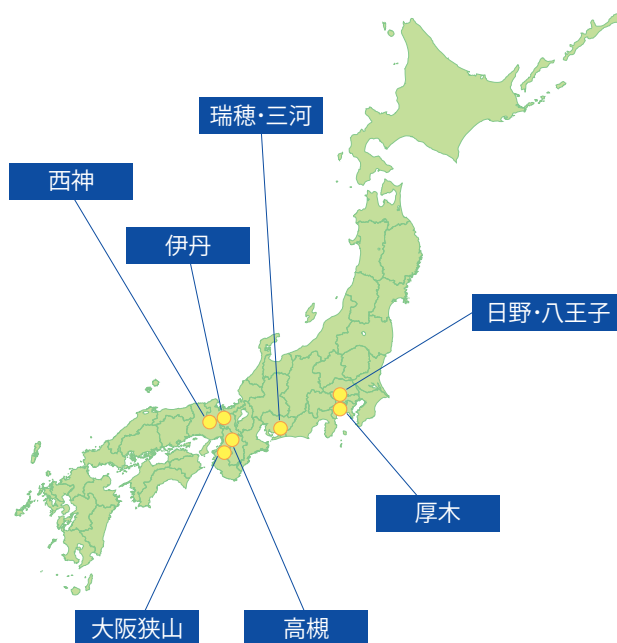 瑞穂・三河
西神
伊丹
日野・八王子
厚木
大阪狭山
高槻